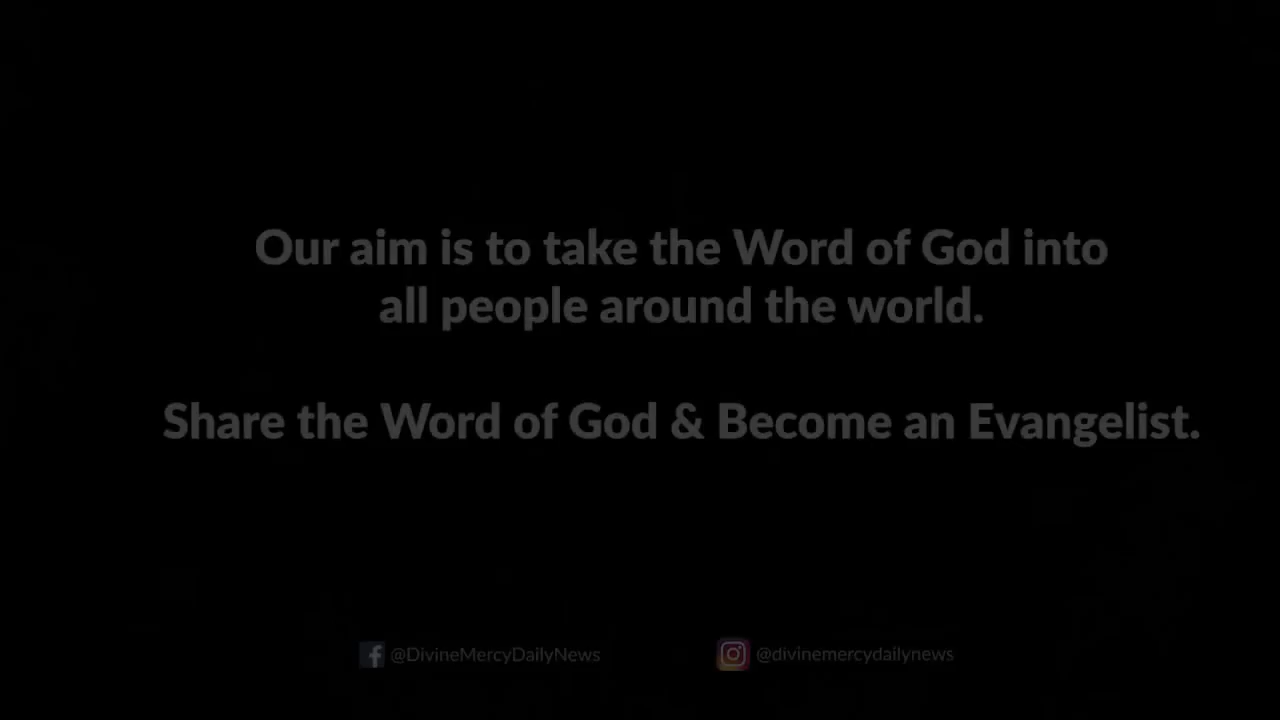 Our aim is to take the Word of God into
all people around the world.
Share the Word of God & Become an Evangelist.
@DivineMercyDailyNews
@divinemercydailynews